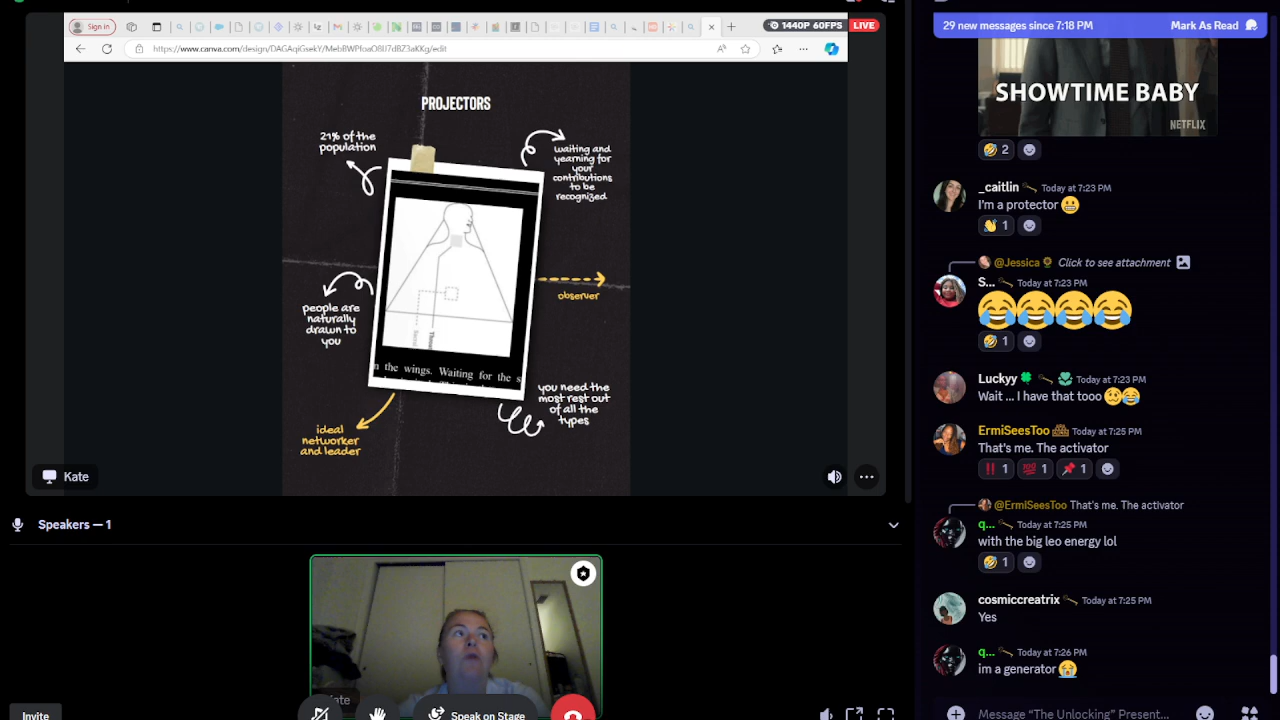 Sign in
1440P 60FPS
LIVE
https://www.canva.com/design/DAGAqiGsekY/MebBWPfoaO8II7dBZ3aKKg/edit
PROJECTORS
21% of the
population
waiting and
yearning for
your
contributions
to be
recognized
people are
naturally
drawn to
you
observer
n the wings. Waiting for the s
you need the
most rest out
of all the
types
ideal
networker
and leader
Kate
Speakers — 1
Kate
Invite
Speak on Stage
29 new messages since 7:18 PM
Mark As Read
SHOWTIME BABY
NETFLIX
2
_caitlin Today at 7:23 PM
I'm a protector
1
@Jessica Click to see attachment
S... Today at 7:23 PM
1
Luckyy Today at 7:23 PM
Wait ... I have that tooo
ErmiSeesToo Today at 7:25 PM
That's me. The activator
1 1 1
@ErmiSeesToo That's me. The activator
q... Today at 7:25 PM
with the big leo energy lol
1
cosmiccreatrix Today at 7:25 PM
Yes
q... Today at 7:26 PM
im a generator
Message "The Unlocking" Present...